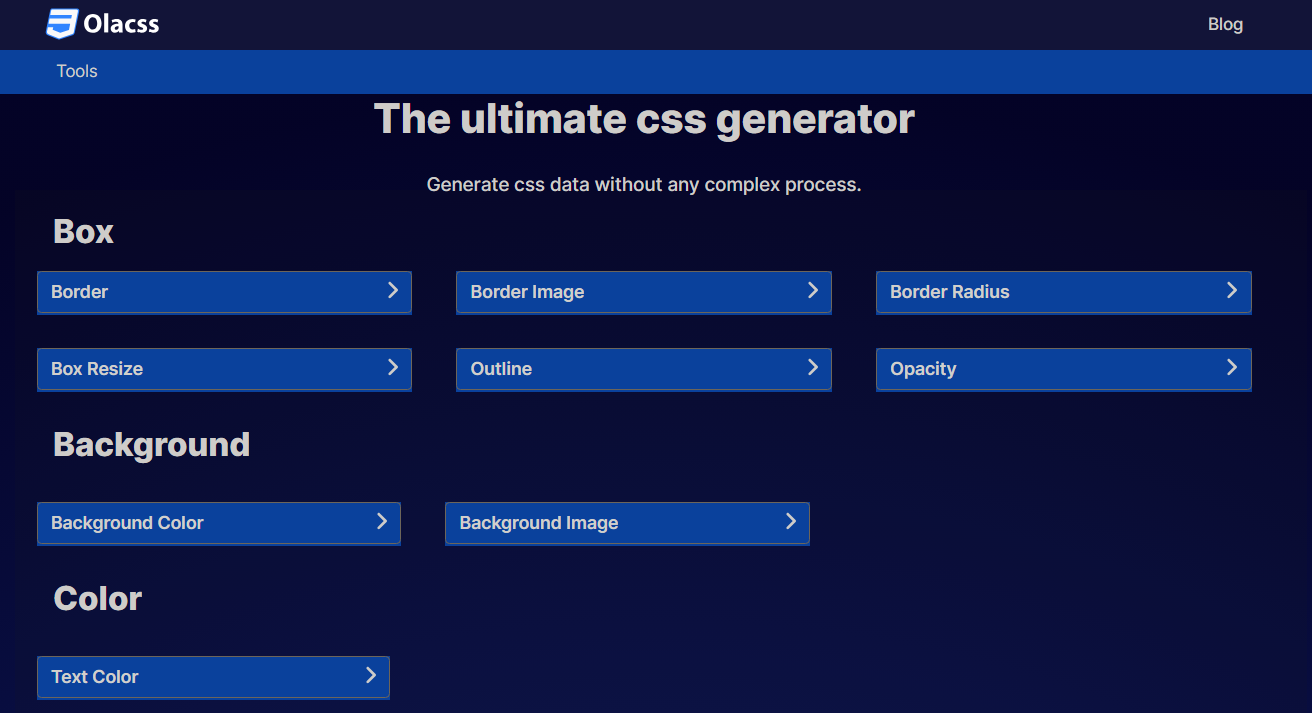 Olacss
Blog
Tools
The ultimate css generator
Generate css data without any complex process.
Box
Border
Border Image
Border Radius
Box Resize
Outline
Opacity
Background
Background Color
Background Image
Color
Text Color